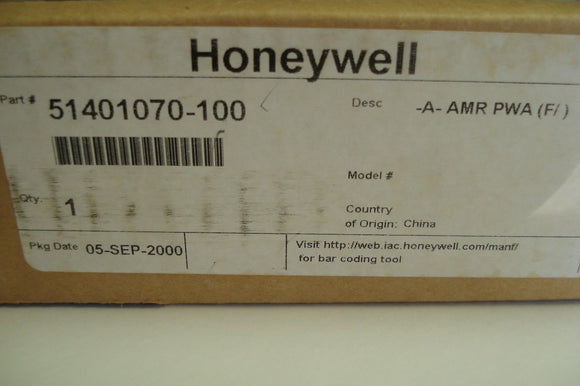 Honeywell
Part # 51401070-100
Desc -A- AMR PWA (F/ )
Model #
Qty. 1
Country
of Origin: China
Pkg Date 05-SEP-2000
Visit http://web.iac.honeywell.com/manf/
for bar coding tool